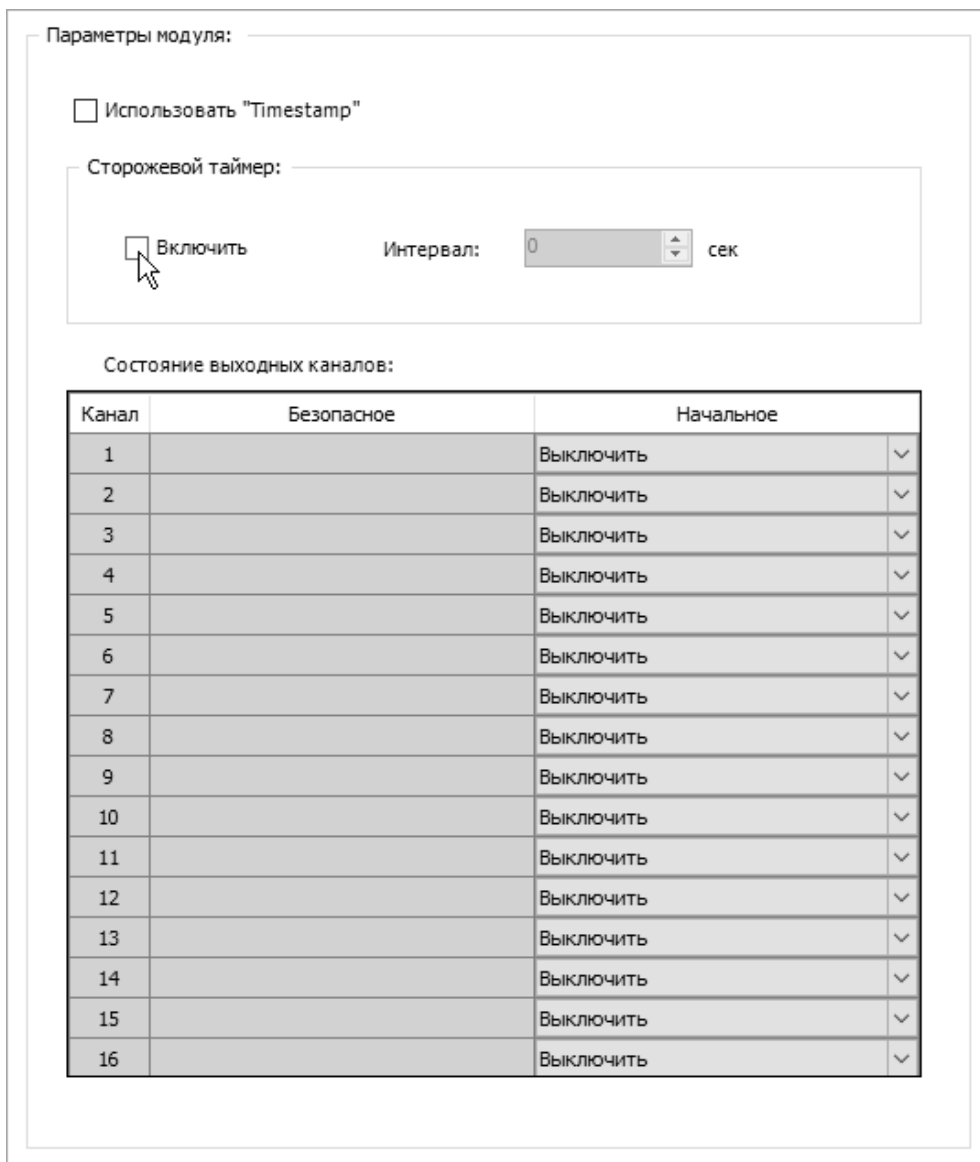 Параметры модуля:
Использовать "Timestamp"
Сторожевой таймер:
Включить Интервал: 0 сек
Состояние выходных каналов:
Канал Безопасное Начальное
1 Выключить
2 Выключить
3 Выключить
4 Выключить
5 Выключить
6 Выключить
7 Выключить
8 Выключить
9 Выключить
10 Выключить
11 Выключить
12 Выключить
13 Выключить
14 Выключить
15 Выключить
16 Выключить